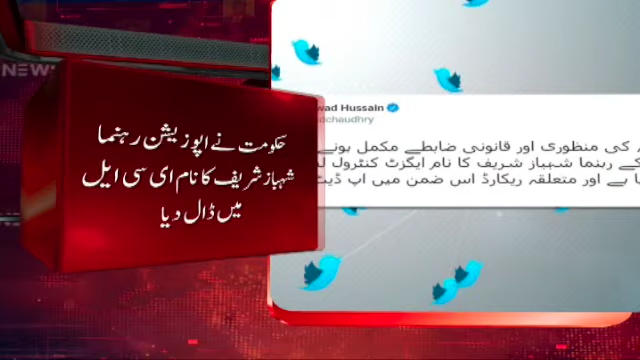 NEWS
حکومت نے اپوزیشن رہنما
شہباز شریف کا نام ای سی ایل
میں ڈال دیا
wad Hussain
dchaudhry
کی منظوری اور قانونی ضابطے مکمل ہونے
کے رہنما شہباز شریف کا نام ایگزٹ کنٹرول
ہے اور متعلقہ ریکارڈ اس ضمن میں اپ ڈیٹ